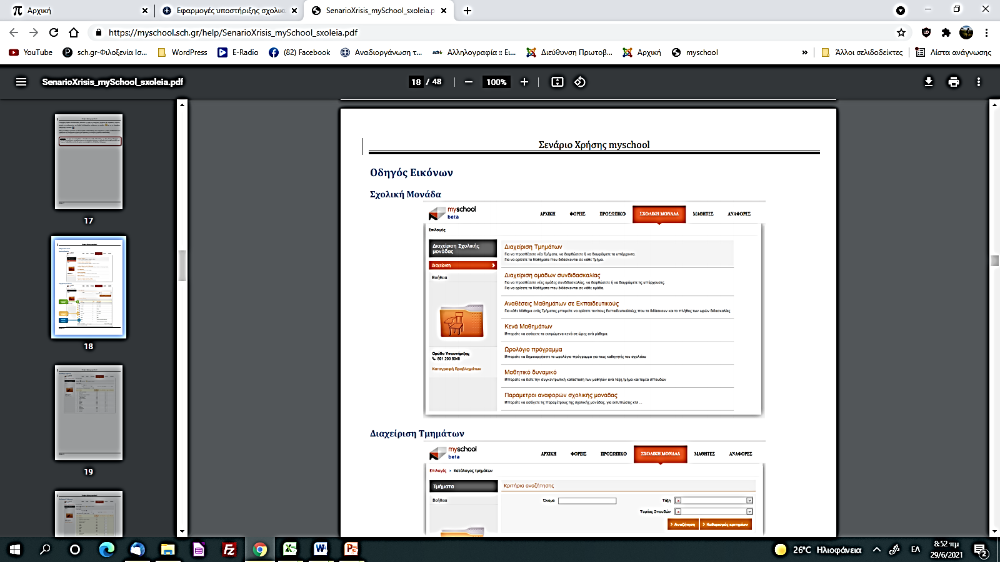 Αρχική
Εφαρμογές υποστήριξης σχολικ
SenarioXrisis_mySchool_sxoleia.p
https://myschool.sch.gr/help/SenarioXrisis_mySchool_sxoleia.pdf
YouTube
sch.gr-Φιλοξενία Ισ...
WordPress
E-Radio
(82) Facebook
Αναδιοργάνωση τ...
Αλληλογραφία :: Ει...
Διεύθυνση Πρωτοβ...
Αρχική
myschool
»
Άλλοι σελιδοδείκτες
Λίστα ανάγνωσης
SenarioXrisis_mySchool_sxoleia.pdf
18 / 48
100%
17
18
19
Σενάριο Χρήσης myschool
Οδηγός Εικόνων
Σχολική Μονάδα
myschool
beta
ΑΡΧΙΚΗ ΦΟΡΕΙΣ ΠΡΟΣΩΠΙΚΟ ΣΧΟΛΙΚΗ ΜΟΝΑΔΑ ΜΑΘΗΤΕΣ ΑΝΑΦΟΡΕΣ
Επιλογές
Διαχείριση Σχολικής
μονάδας
Διαχείριση
Βοήθεια
Ομάδα Υποστήριξης
801 200 8040
Καταγραφή Προβλημάτων
Διαχείριση Τμημάτων
Για να προσθέσετε νέα Τμήματα, να διορθώσετε ή να διαγράψετε τα υπάρχοντα.
Για να ορίσετε τα Μαθήματα που διδάσκονται σε κάθε Τμήμα.
Διαχείριση ομάδων συνδιδασκαλίας
Για να προσθέσετε νέες ομάδες συνδιδασκαλίας, να διορθώσετε ή να διαγράψετε τις υπάρχουσες.
Για να ορίσετε τα Μαθήματα που διδάσκονται σε κάθε ομάδα.
Αναθέσεις Μαθημάτων σε Εκπαιδευτικούς
Για κάθε Μάθημα ενός Τμήματος μπορείτε να ορίσετε τον/τους Εκπαιδευτικό/ούς που το διδάσκουν και το πλήθος των ωρών διδασκαλίας
Κενά Μαθημάτων
Μπορείτε να εισάγετε τα εκτιμώμενα κενά σε ώρες ανά μάθημα.
Ωρολόγιο πρόγραμμα
Μπορείτε να δημιουργήσετε το ωρολόγιο πρόγραμμα για τους καθηγητές του σχολείου
Μαθητικό δυναμικό
Μπορείτε να δείτε την συγκεντρωτική κατάσταση των μαθητών ανά τάξη,τμήμα και τομέα σπουδών
Παράμετροι αναφορών σχολικής μονάδας
Μπορείτε να εισάγετε τις παραμέτρους της σχολικής μονάδας, για εκτυπώσεις κτλ ...
Διαχείριση Τμημάτων
myschool
beta
ΑΡΧΙΚΗ ΦΟΡΕΙΣ ΠΡΟΣΩΠΙΚΟ ΣΧΟΛΙΚΗ ΜΟΝΑΔΑ ΜΑΘΗΤΕΣ ΑΝΑΦΟΡΕΣ
Επιλογές > Κατάλογος τμημάτων
Τμήματα
Βοήθεια
Κριτήρια αναζήτησης
Όνομα
Τάξη
Τομέας Σπουδών
Αναζήτηση
Καθαρισμός κριτηρίων
26°C Ηλιοφάνεια
ΕΛ
8:52 πμ
29/6/2021
2